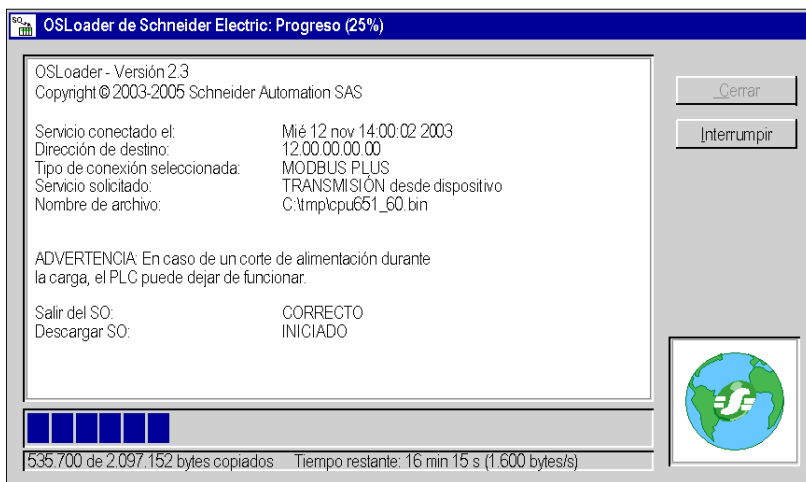 OSLoader de Schneider Electric: Progreso (25%)
OSLoader - Versión 2.3
Copyright © 2003-2005 Schneider Automation SAS
Cerrar
Servicio conectado el: Mié 12 nov 14:00:02 2003
Interrumpir
Dirección de destino: 12.00.00.00.00
Tipo de conexión seleccionada: MODBUS PLUS
Servicio solicitado: TRANSMISIÓN desde dispositivo
Nombre de archivo: C:\tmp\cpu651_60.bin
ADVERTENCIA: En caso de un corte de alimentación durante
la carga, el PLC puede dejar de funcionar.
Salir del SO: CORRECTO
Descargar SO: INICIADO
535.700 de 2.097.152 bytes copiados Tiempo restante: 16 min 15 s (1.600 bytes/s)